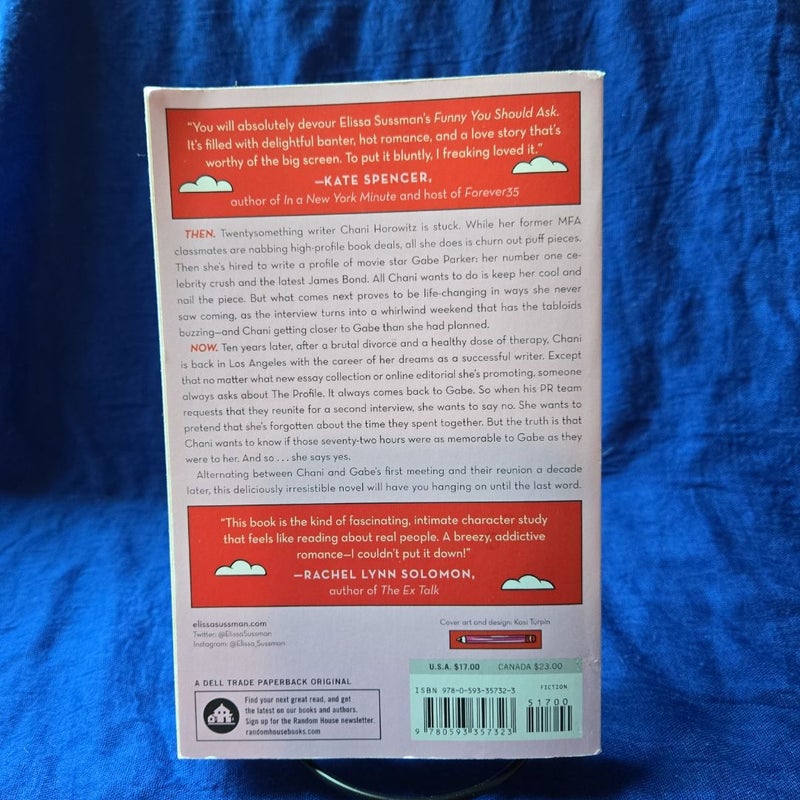 “You will absolutely devour Elissa Sussman's Funny You Should Ask.
It's filled with delightful banter, hot romance, and a love story that's
worthy of the big screen. To put it bluntly, I freaking loved it.”
—KATE SPENCER,
author of In a New York Minute and host of Forever35
THEN. Twentysomething writer Chani Horowitz is stuck. While her former MFA
classmates are nabbing high-profile book deals, all she does is churn out puff pieces.
Then she's hired to write a profile of movie star Gabe Parker: her number one ce-
lebrity crush and the latest James Bond. All Chani wants to do is keep her cool and
nail the piece. But what comes next proves to be life-changing in ways she never
saw coming, as the interview turns into a whirlwind weekend that has the tabloids
buzzing—and Chani getting closer to Gabe than she had planned.
NOW. Ten years later, after a brutal divorce and a healthy dose of therapy, Chani
is back in Los Angeles with the career of her dreams as a successful writer. Except
that no matter what new essay collection or online editorial she's promoting, someone
always asks about The Profile. It always comes back to Gabe. So when his PR team
requests that they reunite for a second interview, she wants to say no. She wants to
pretend that she's forgotten about the time they spent together. But the truth is that
Chani wants to know if those seventy-two hours were as memorable to Gabe as they
were to her. And so . . . she says yes.
Alternating between Chani and Gabe's first meeting and their reunion a decade
later, this deliciously irresistible novel will have you hanging on until the last word.
“This book is the kind of fascinating, intimate character study
that feels like reading about real people. A breezy, addictive
romance—I couldn't put it down!”
—RACHEL LYNN SOLOMON,
author of The Ex Talk
elissasussman.com
Twitter: @ElissaSussman
Instagram: @Elissa_Sussman
Cover art and design: Kasi Turpin
A DELL TRADE PAPERBACK ORIGINAL
Find your next great read, and get
the latest on our books and authors.
Sign up for the Random House newsletter.
randomhousebooks.com
U.S.A. $17.00 CANADA $23.00
ISBN 978-0-593-35732-3
FICTION
51700
9 780593 357323